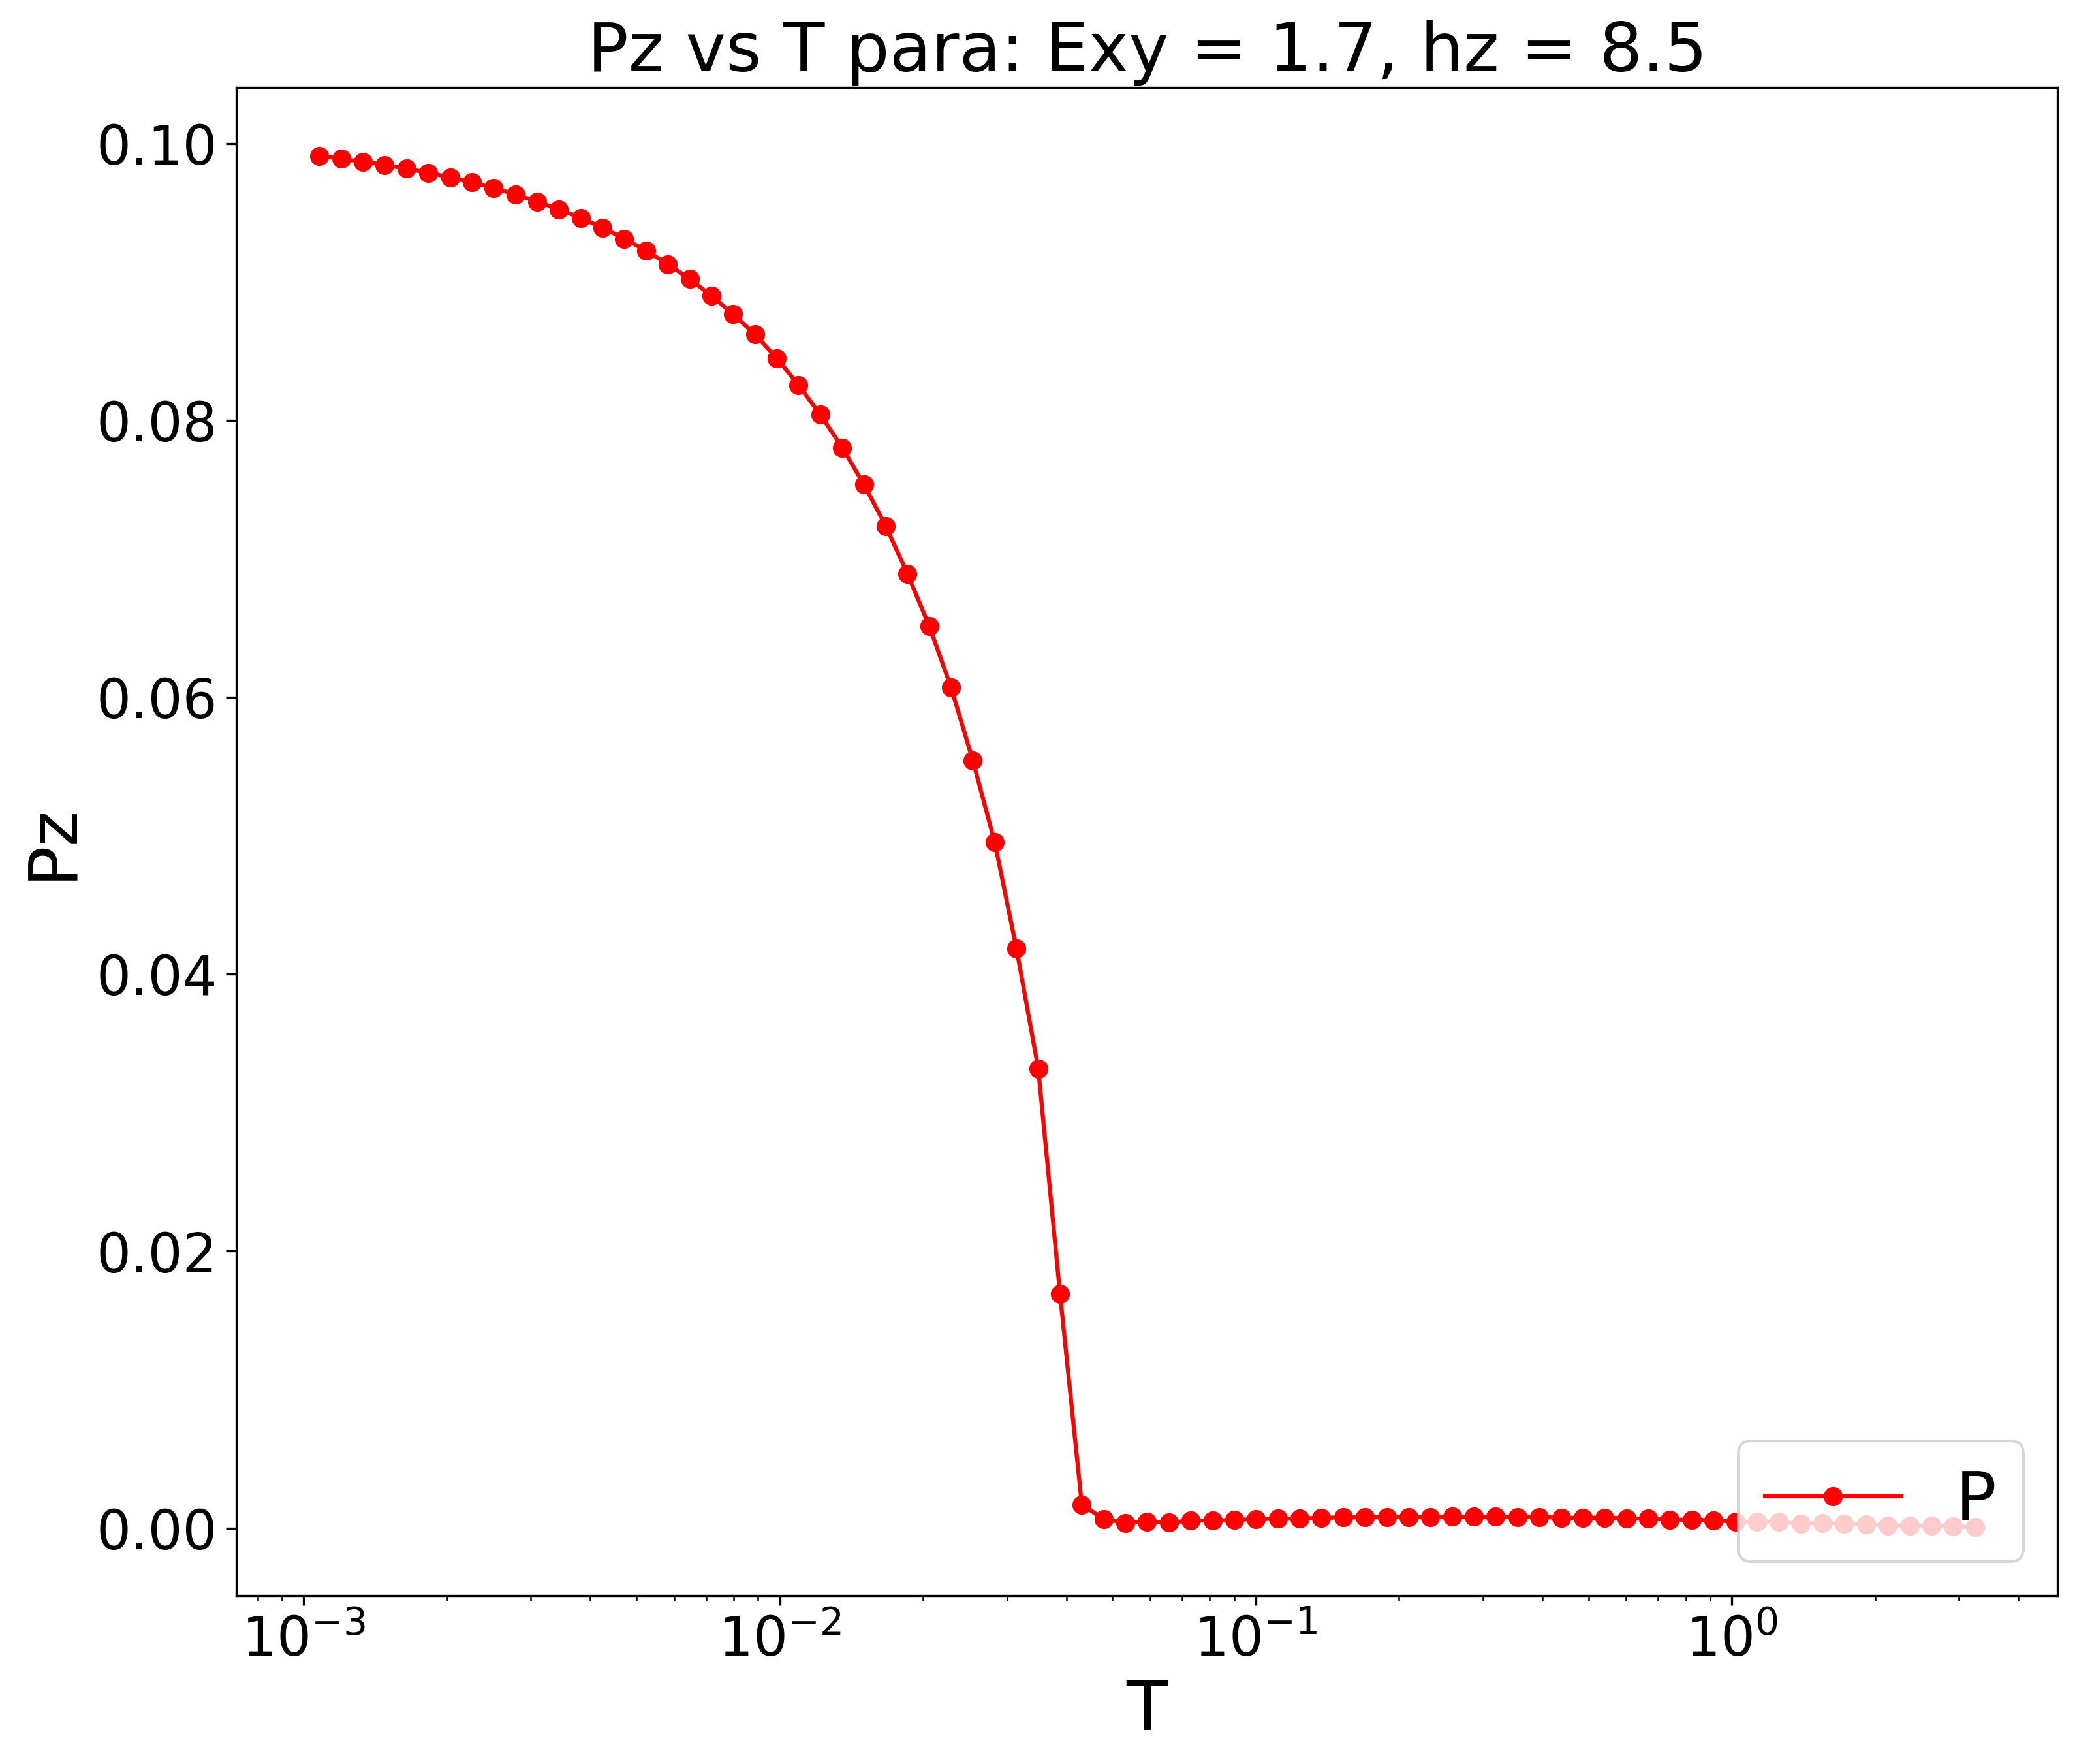 Pz vs T para: Exy = 1.7, hz = 8.5
0.10
0.08
0.06
0.04
0.02
0.00
Pz
P
10⁻³ 10⁻² 10⁻¹ 10⁰
T